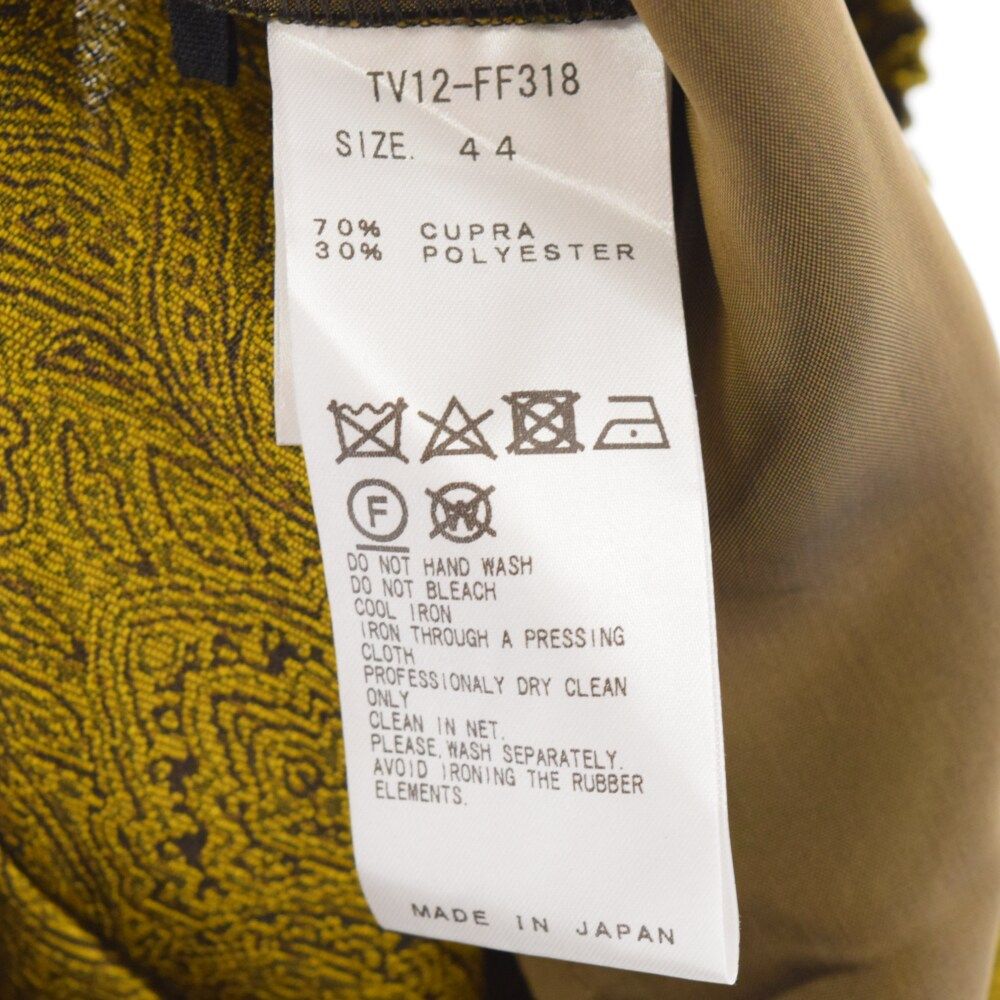 TV12-FF318
SIZE. 44
70% CUPRA
30% POLYESTER
F W
DO NOT HAND WASH
DO NOT BLEACH
COOL IRON
IRON THROUGH A PRESSING
CLOTH
PROFESSIONALY DRY CLEAN
ONLY
CLEAN IN NET.
PLEASE,WASH SEPARATELY.
AVOID IRONING THE RUBBER
ELEMENTS.
MADE IN JAPAN